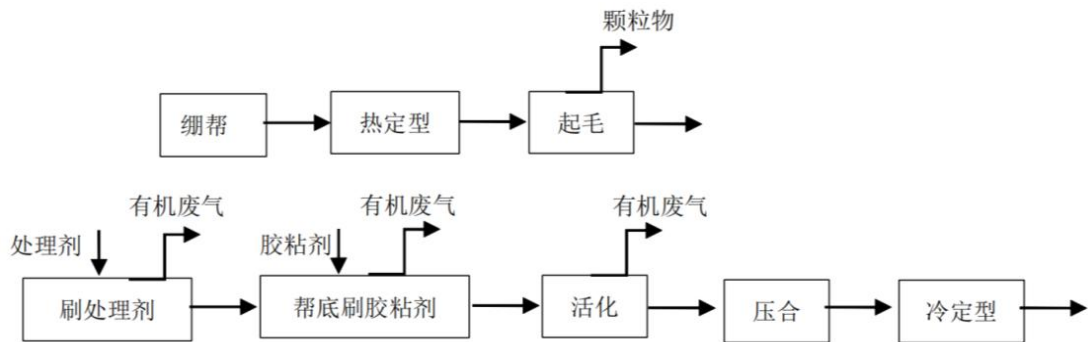 颗粒物
绷帮
热定型
起毛
有机废气
有机废气
有机废气
处理剂
胶粘剂
刷处理剂
帮底刷胶粘剂
活化
压合
冷定型